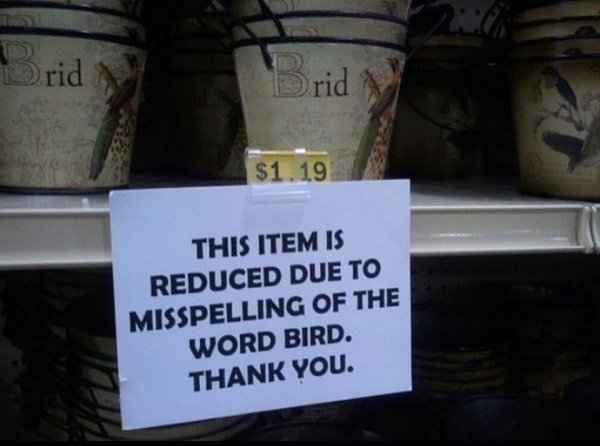 Brid
Brid
$1.19
THIS ITEM IS
REDUCED DUE TO
MISSPELLING OF THE
WORD BIRD.
THANK YOU.